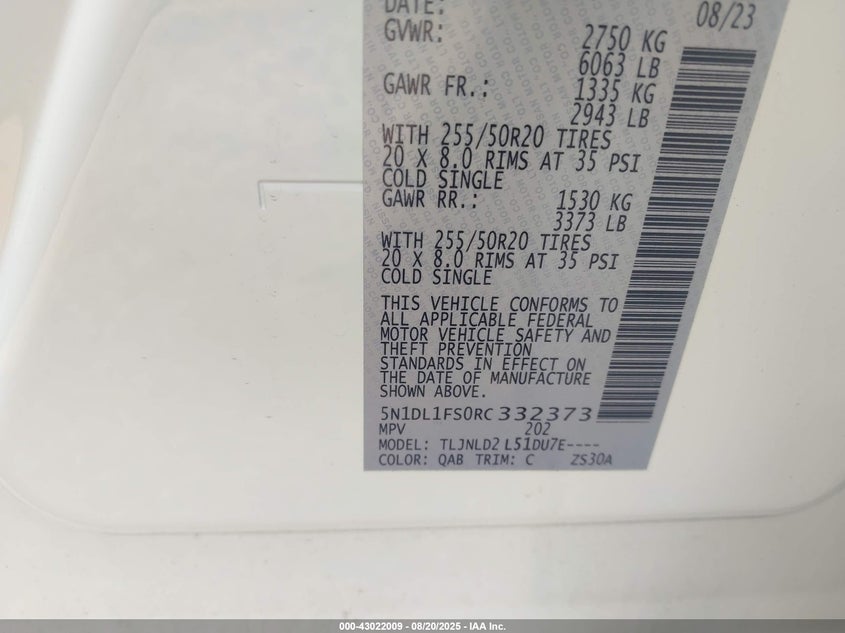 DATE:
08/23
GVWR:
2750 KG
6063 LB
GAWR FR.:
1335 KG
2943 LB
WITH 255/50R20 TIRES
20 X 8.0 RIMS AT 35 PSI
COLD SINGLE
GAWR RR.:
1530 KG
3373 LB
WITH 255/50R20 TIRES
20 X 8.0 RIMS AT 35 PSI
COLD SINGLE
THIS VEHICLE CONFORMS TO
ALL APPLICABLE FEDERAL
MOTOR VEHICLE SAFETY AND
THEFT PREVENTION
STANDARDS IN EFFECT ON
THE DATE OF MANUFACTURE
SHOWN ABOVE.
5N1DL1FS0RC332373
MPV 202
MODEL: TLJNLD2 L51DU7E----
COLOR: QAB TRIM: C ZS30A
000-43022009 - 08/20/2025 - IAA Inc.